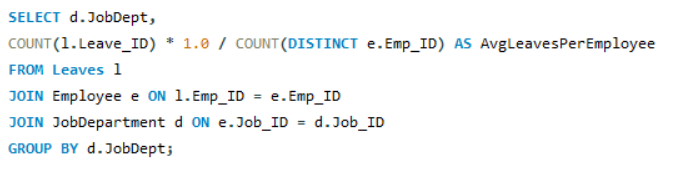 SELECT d.JobDept,
COUNT(l.Leave_ID) * 1.0 / COUNT(DISTINCT e.Emp_ID) AS AvgLeavesPerEmployee
FROM Leaves l
JOIN Employee e ON l.Emp_ID = e.Emp_ID
JOIN JobDepartment d ON e.Job_ID = d.Job_ID
GROUP BY d.JobDept;